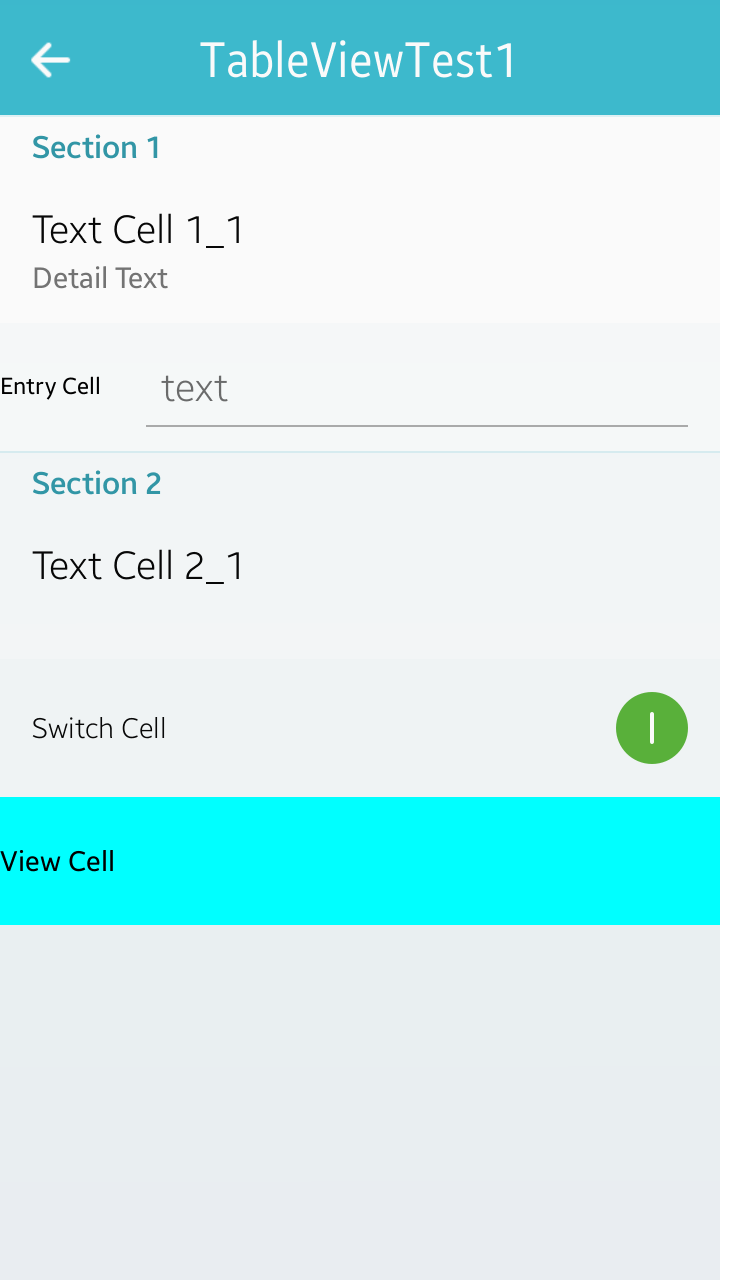 TableViewTest1
Section 1
Text Cell 1_1
Detail Text
Entry Cell text
Section 2
Text Cell 2_1
Switch Cell
View Cell